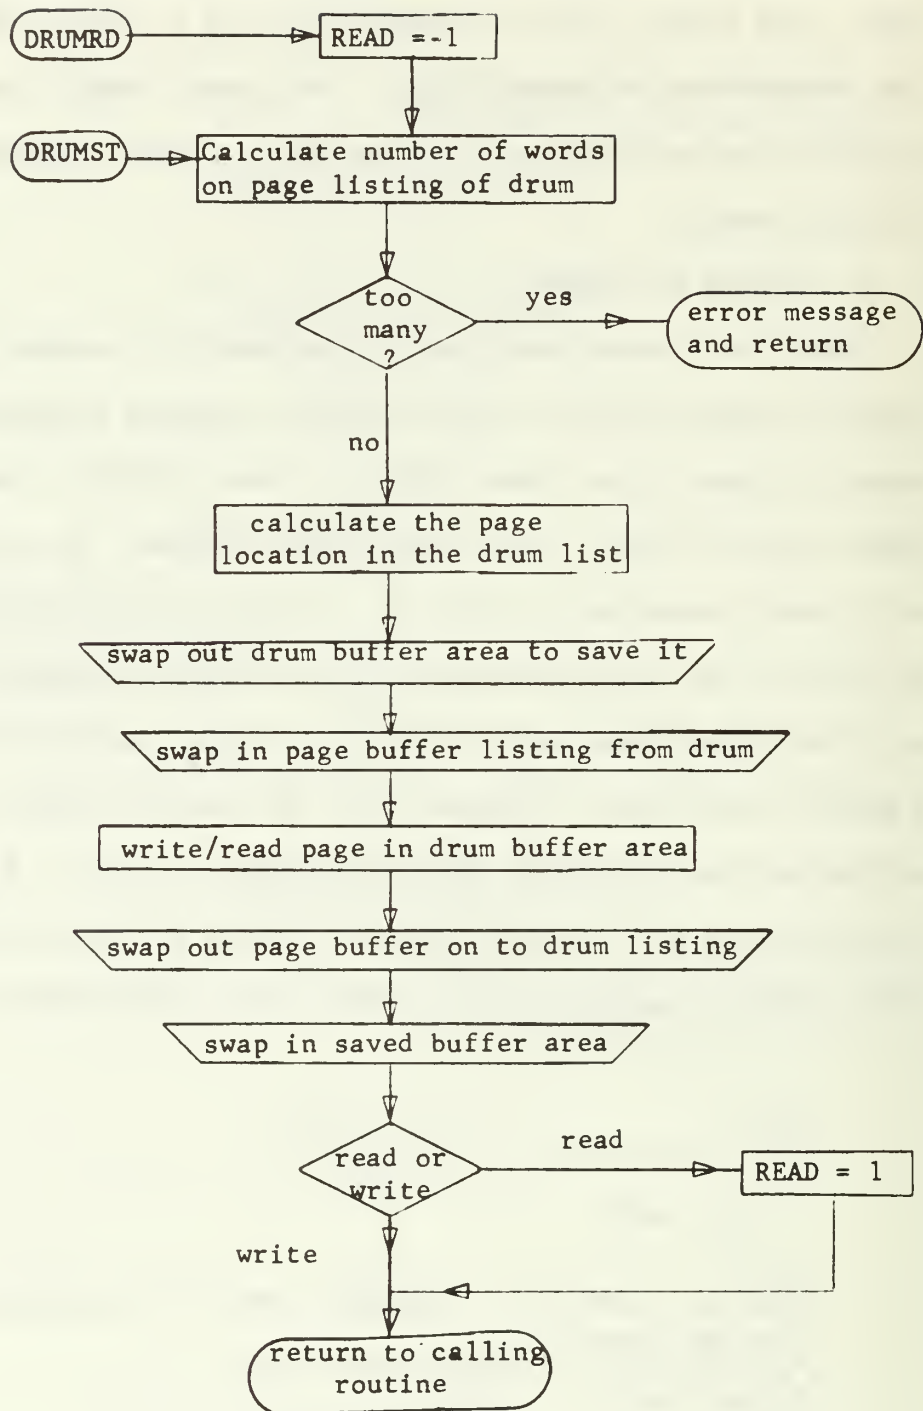 DRUMRD
READ =-1
DRUMST
Calculate number of words
on page listing of drum
too
many
?
yes
error message
and return
no
calculate the page
location in the drum list
swap out drum buffer area to save it
swap in page buffer listing from drum
write/read page in drum buffer area
swap out page buffer on to drum listing
swap in saved buffer area
read or
write
read
READ = 1
write
return to calling
routine